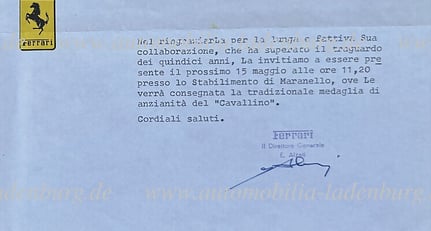 Ferrari
Nel ringraziarLa per la lunga e fattiva Sua
collaborazione, che ha superato il traguardo
dei quindici anni, La invitiamo a essere pre
sente il prossimo 15 maggio alle ore 11,20
presso lo Stabilimento di Maranello, ove Le
verrà consegnata la tradizionale medaglia di
anzianità del "Cavallino".
Cordiali saluti.
Ferrari
Il Direttore Generale
E.
denburg.de www.automobilia-ladenburg.